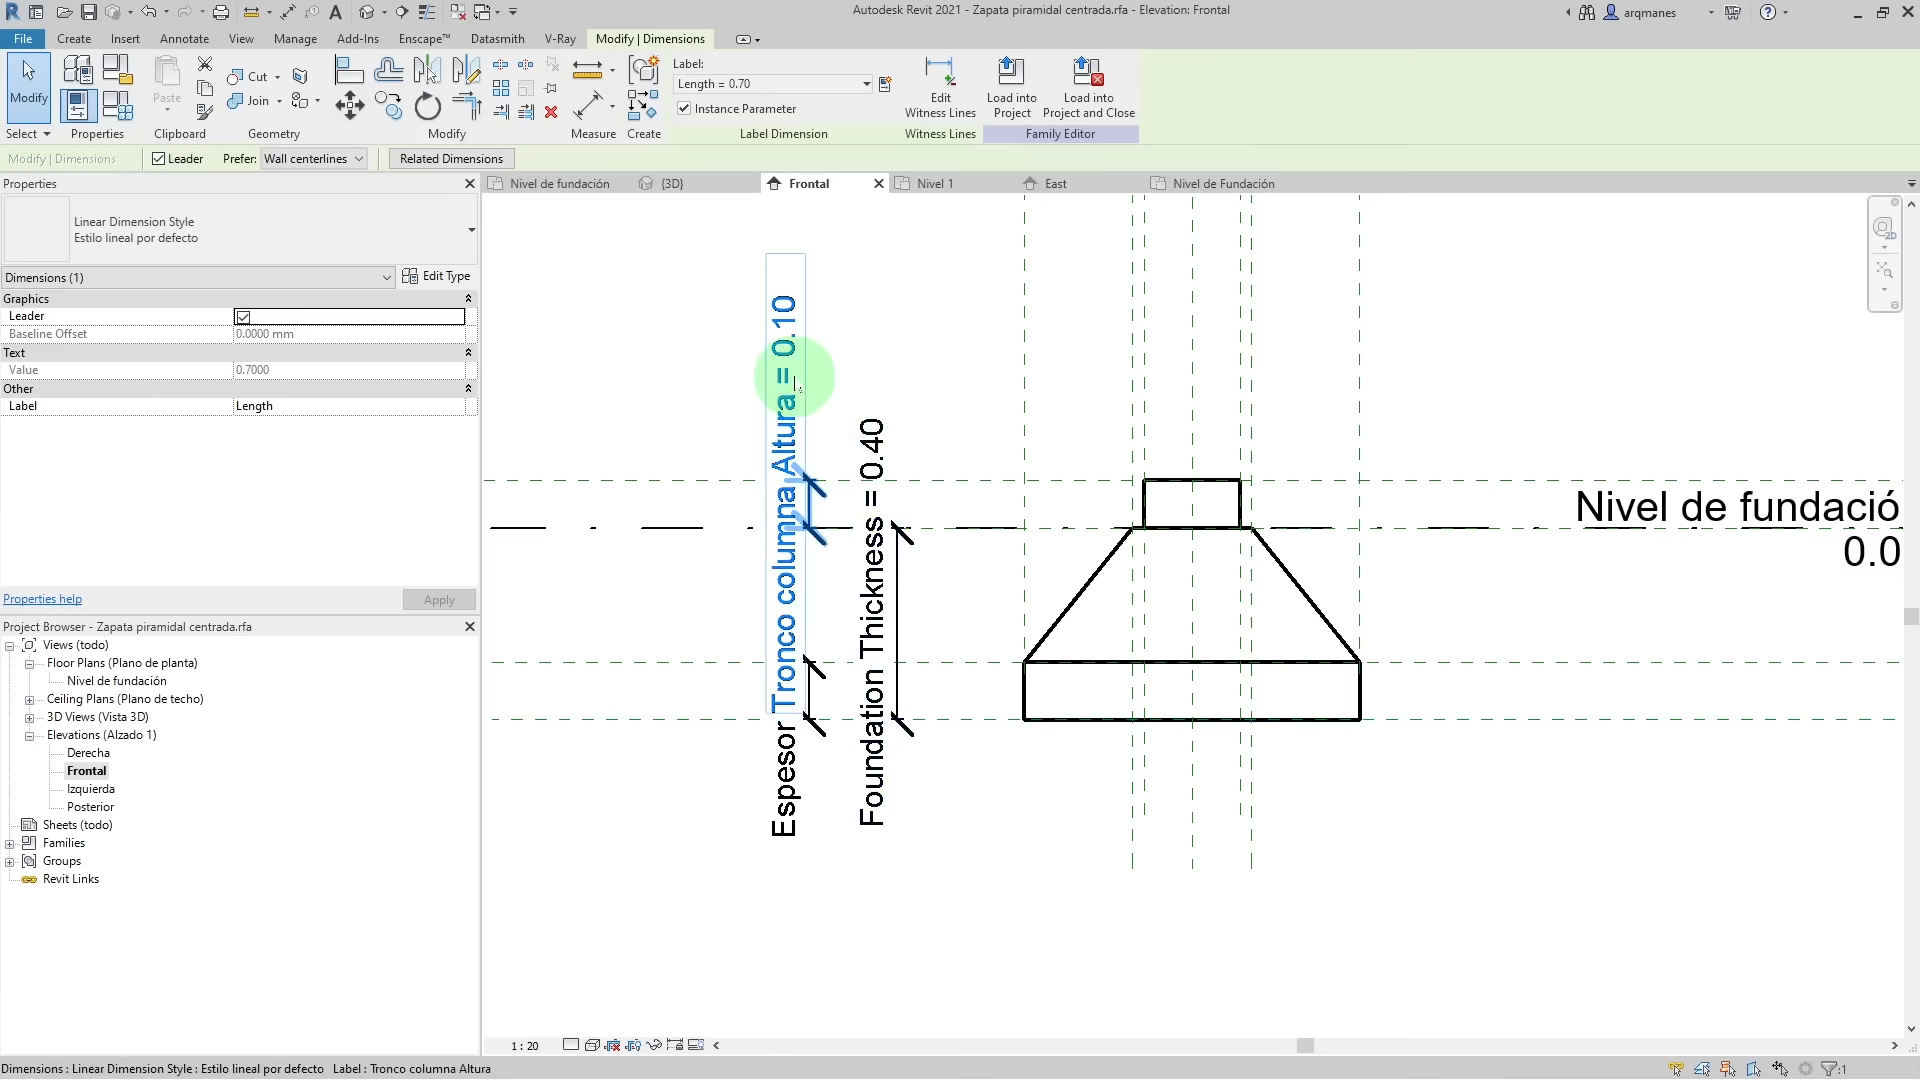 Autodesk Revit 2021 - Zapata piramidal centrada.rfa - Elevation: Frontal
arqmanes
File Create Insert Annotate View Manage Add-Ins Enscape™ Datasmith V-Ray Modify | Dimensions
Modify
Select
Properties
Paste
Clipboard
Cut
Join
Geometry
Modify
Measure
Create
Label:
Length = 0.70
Instance Parameter
Label Dimension
Edit
Witness Lines
Witness Lines
Load into
Project
Load into
Project and Close
Family Editor
Modify | Dimensions
Leader
Prefer: Wall centerlines
Related Dimensions
Properties
Linear Dimension Style
Estilo lineal por defecto
Dimensions (1)
Edit Type
Graphics
Leader
Baseline Offset 0.0000 mm
Text
Value 0.7000
Other
Label Length
Properties help
Apply
Project Browser - Zapata piramidal centrada.rfa
Views (todo)
Floor Plans (Plano de planta)
Nivel de fundación
Ceiling Plans (Plano de techo)
3D Views (Vista 3D)
Elevations (Alzado 1)
Derecha
Frontal
Izquierda
Posterior
Sheets (todo)
Families
Groups
Revit Links
Nivel de fundación {3D} Frontal Nivel 1 East Nivel de Fundación
2D
Tronco columna Altura = 0.10
Espesor
Foundation Thickness = 0.40
Nivel de fundació
0.0
1 : 20
Dimensions : Linear Dimension Style : Estilo lineal por defecto Label : Tronco columna Altura
:1